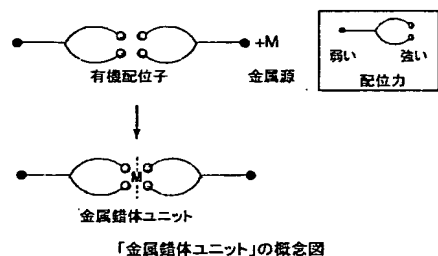 +M
有機配位子
金属源
弱い
強い
配位力
M
金属錯体ユニット
「金属錯体ユニット」の概念図